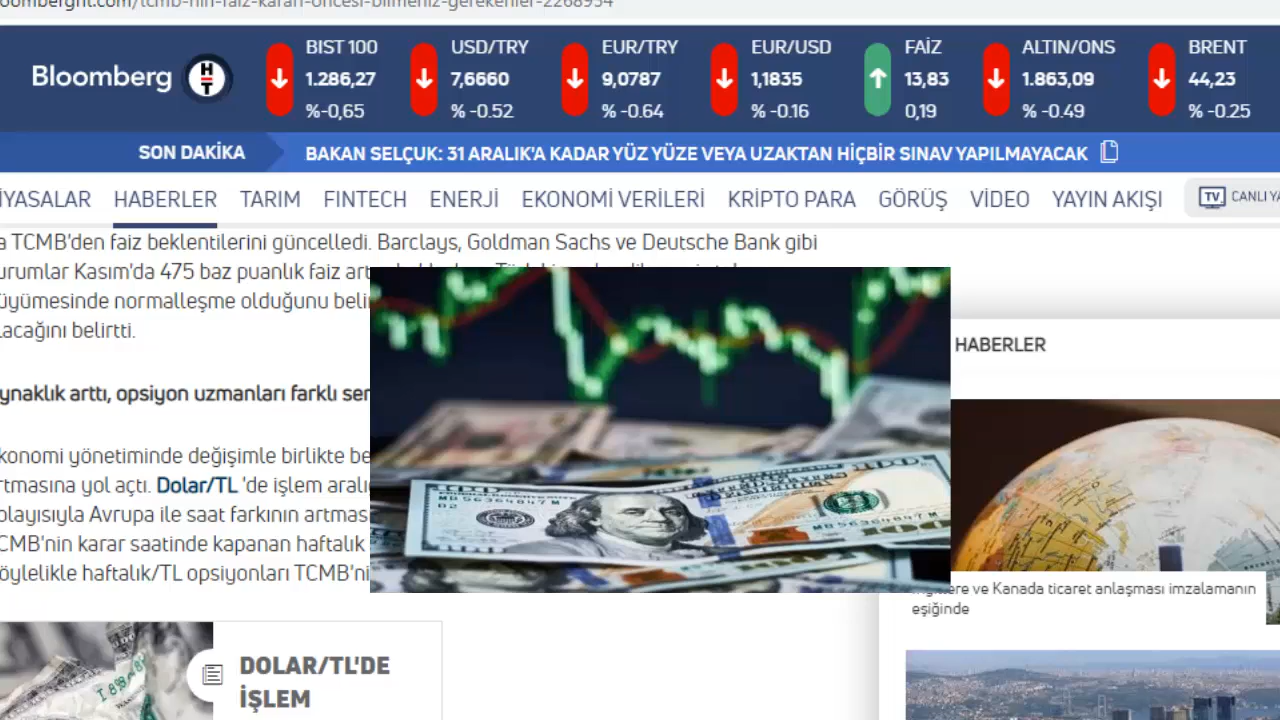 bloomberght.com/tcmb-nin-faiz-karari-oncesi-bilmeniz-gerekenler-2268954
Bloomberg HT
BIST 100 USD/TRY EUR/TRY EUR/USD FAİZ ALTIN/ONS BRENT
1.286,27 7,6660 9,0787 1,1835 13,83 1.863,09 44,23
%-0,65 % -0.52 % -0.64 % -0.16 0,19 % -0.49 % -0.25
SON DAKİKA BAKAN SELÇUK: 31 ARALIK'A KADAR YÜZ YÜZE VEYA UZAKTAN HİÇBİR SINAV YAPILMAYACAK
İYASALAR HABERLER TARIM FINTECH ENERJİ EKONOMİ VERİLERİ KRİPTO PARA GÖRÜŞ VİDEO YAYIN AKIŞI TV CANLI YA
a TCMB'den faiz beklentilerini güncelledi. Barclays, Goldman Sachs ve Deutsche Bank gibi
urumlar Kasım'da 475 baz puanlık faiz art
üyümesinde normalleşme olduğunu beli
lacağını belirtti.
ynaklık arttı, opsiyon uzmanları farklı ser
konomi yönetiminde değişimle birlikte be
rtmasına yol açtı. Dolar/TL 'de işlem aralı
olayısıyla Avrupa ile saat farkının artmas
CMB'nin karar saatinde kapanan haftalık
öylelikle haftalık/TL opsiyonları TCMB'ni
HABERLER
MB 56364847 M
B2
İngiltere ve Kanada ticaret anlaşması imzalamanın
eşiğinde
DOLAR/TL'DE
İŞLEM